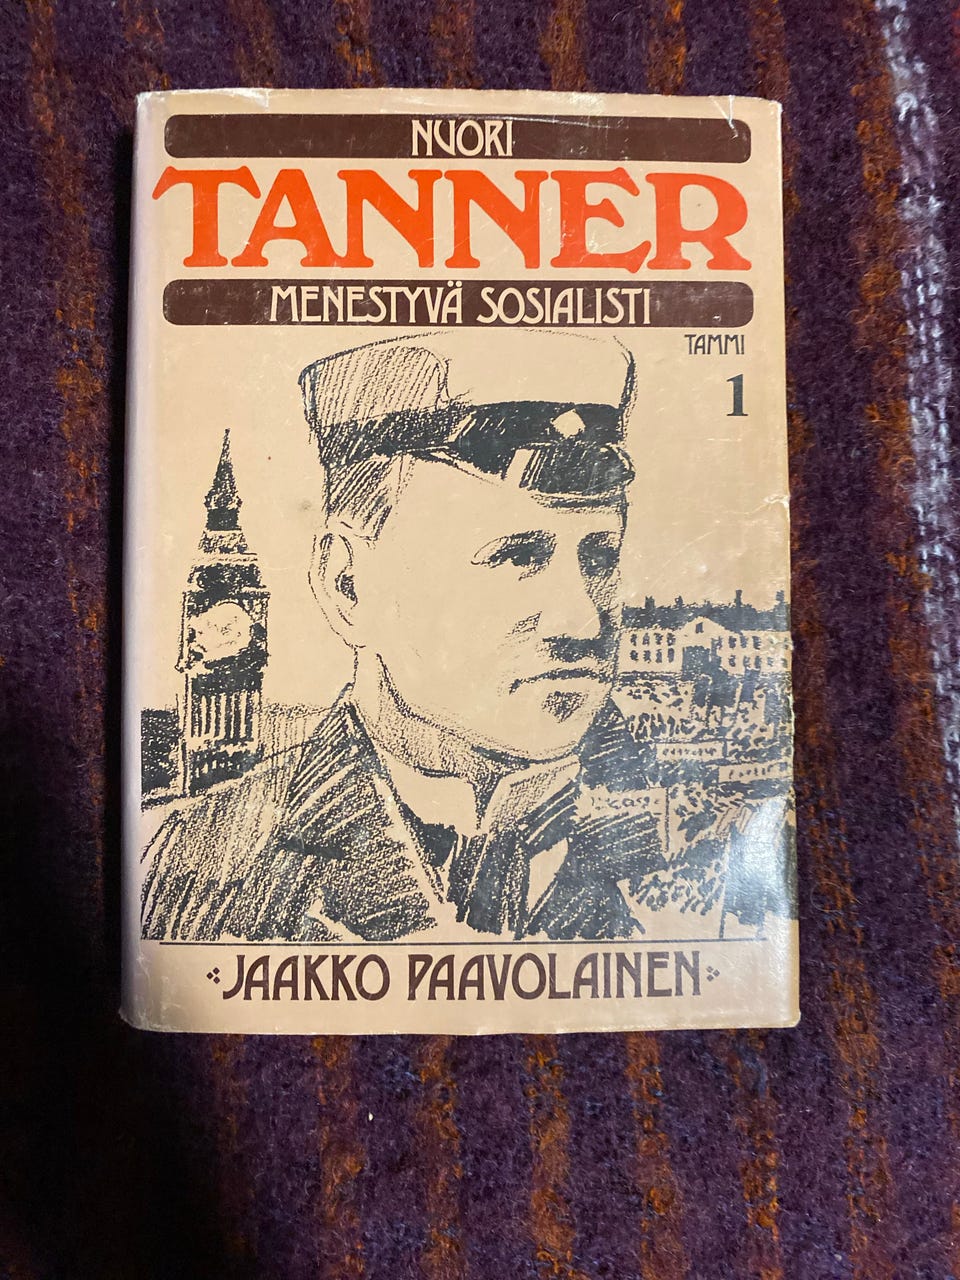 NUORI
TANNER
MENESTYVÄ SOSIALISTI
TAMMI
1
JAAKKO PAAVOLAINEN